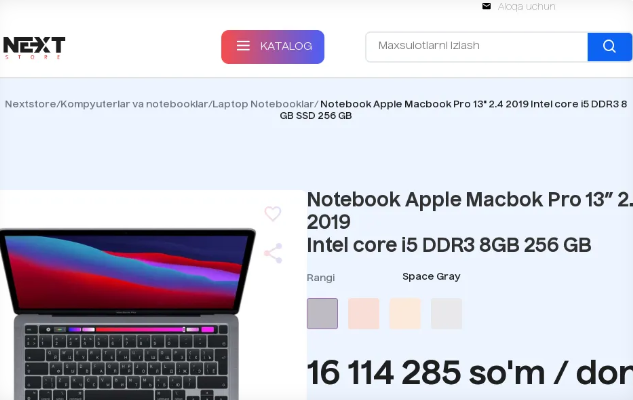 Aloqa uchun
NEXT
STORE
KATALOG
Maxsulotlarni Izlash
Nextstore/Kompyuterlar va notebooklar/Laptop Notebooklar/ Notebook Apple Macbook Pro 13" 2.4 2019 Intel core i5 DDR3 8
GB SSD 256 GB
Notebook Apple Macbok Pro 13” 2.
2019
Intel core i5 DDR3 8GB 256 GB
Rangi Space Gray
16 114 285 so'm / don